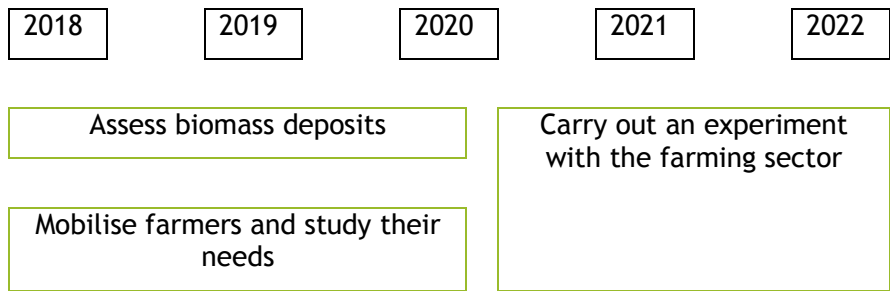 2018
2019
2020
2021
2022
Assess biomass deposits
Carry out an experiment
with the farming sector
Mobilise farmers and study their
needs